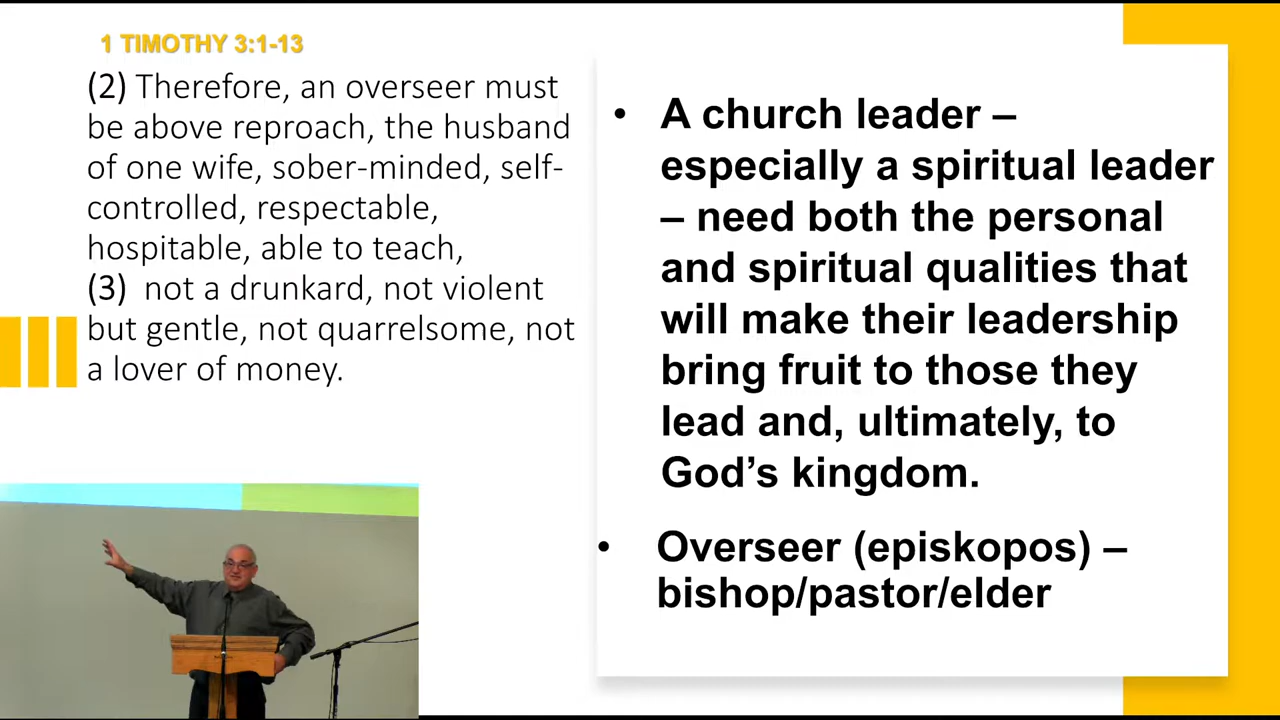 1 TIMOTHY 3:1-13
(2) Therefore, an overseer must
be above reproach, the husband
of one wife, sober-minded, self-
controlled, respectable,
hospitable, able to teach,
(3) not a drunkard, not violent
but gentle, not quarrelsome, not
a lover of money.
• A church leader –
especially a spiritual leader
– need both the personal
and spiritual qualities that
will make their leadership
bring fruit to those they
lead and, ultimately, to
God’s kingdom.
• Overseer (episkopos) –
bishop/pastor/elder